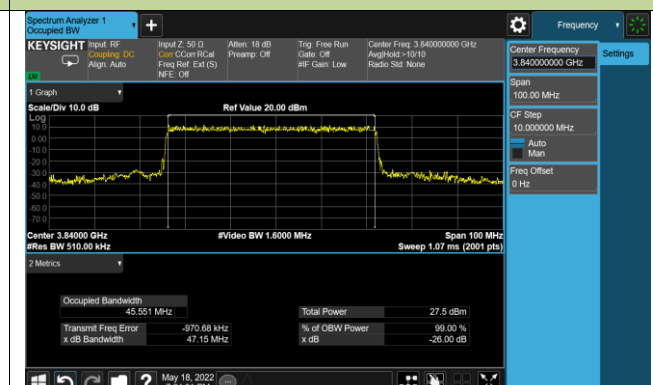 Spectrum Analyzer 1
Occupied BW
Frequency
KEYSIGHT
Input: RF
Coupling: DC
Align: Auto
Input Z: 50 Ω
Corr CCorr RCal
Freq Ref: Ext (S)
NFE: Off
Atten: 18 dB
Preamp: Off
Trig: Free Run
Gate: Off
#IF Gain: Low
Center Freq: 3.840000000 GHz
Avg|Hold:>10/10
Radio Std: None
Center Frequency
3.840000000 GHz
Settings
Span
100.00 MHz
CF Step
10.000000 MHz
Auto
Man
Freq Offset
0 Hz
1 Graph
Scale/Div 10.0 dB
Ref Value 20.00 dBm
Log
10.0
0.00
-10.0
-20.0
-30.0
-40.0
-50.0
-60.0
-70.0
Center 3.84000 GHz
#Video BW 1.6000 MHz
Span 100 MHz
#Res BW 510.00 kHz
Sweep 1.07 ms (2001 pts)
2 Metrics
Occupied Bandwidth
45.551 MHz
Total Power 27.5 dBm
Transmit Freq Error -970.68 kHz
% of OBW Power 99.00 %
x dB Bandwidth 47.15 MHz
x dB -26.00 dB
May 18, 2022